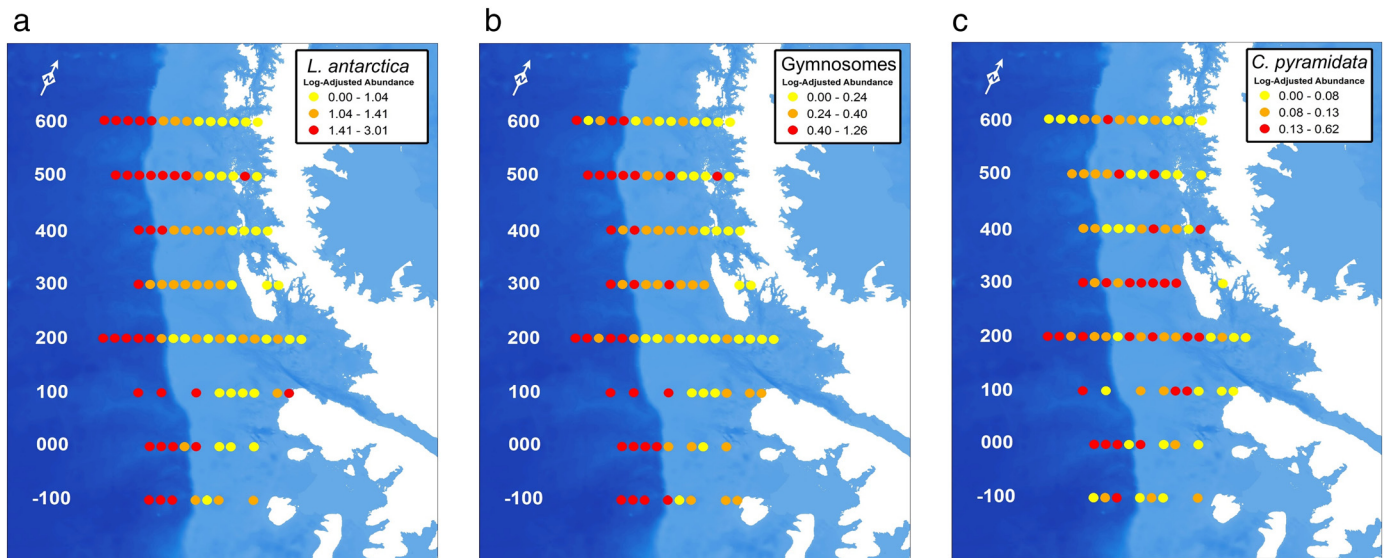 a
L. antarctica
Log-Adjusted Abundance
0.00 - 1.04
1.04 - 1.41
1.41 - 3.01
N
600
500
400
300
200
100
000
-100
b
Gymnosomes
Log-Adjusted Abundance
0.00 - 0.24
0.24 - 0.40
0.40 - 1.26
N
600
500
400
300
200
100
000
-100
c
C. pyramidata
Log-Adjusted Abundance
0.00 - 0.08
0.08 - 0.13
0.13 - 0.62
N
600
500
400
300
200
100
000
-100